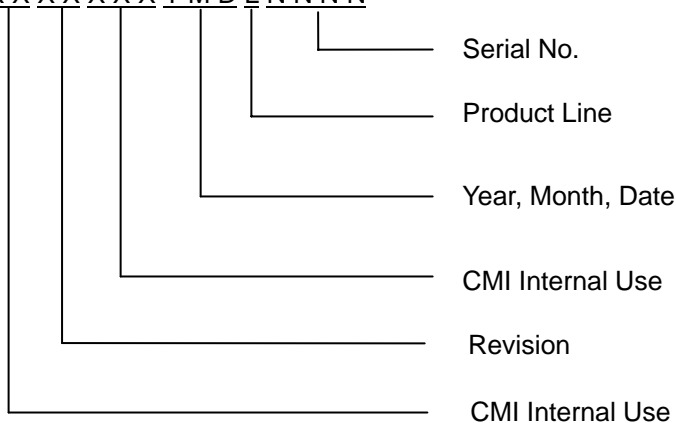 X X X X X X X Y M D L N N N N
Serial No.
Product Line
Year, Month, Date
CMI Internal Use
Revision
CMI Internal Use